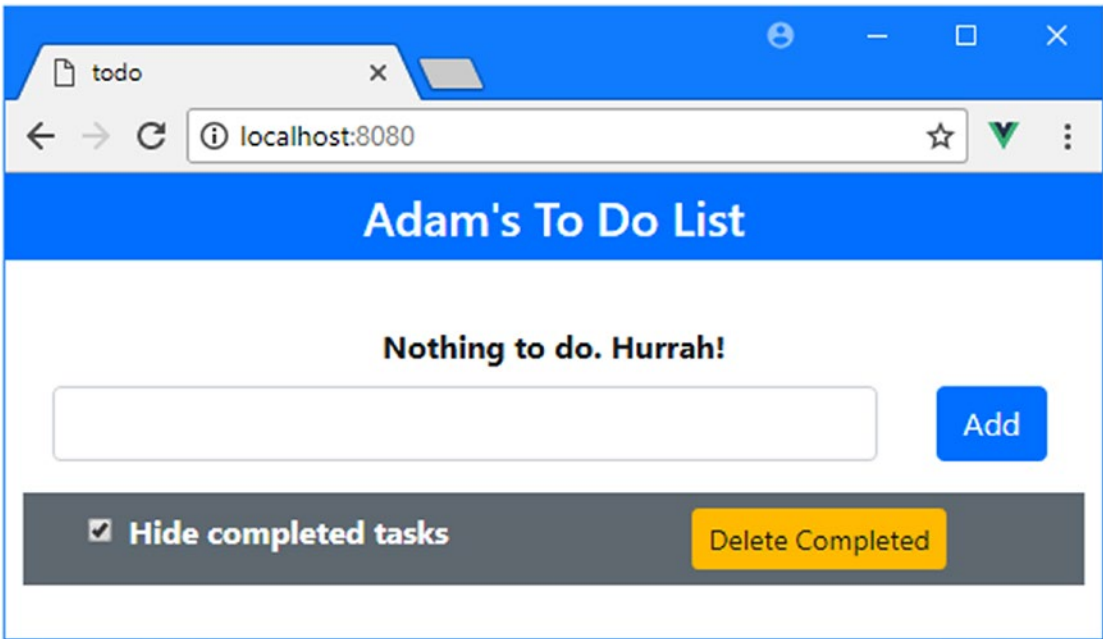 todo
localhost:8080
Adam's To Do List
Nothing to do. Hurrah!
Add
Hide completed tasks
Delete Completed